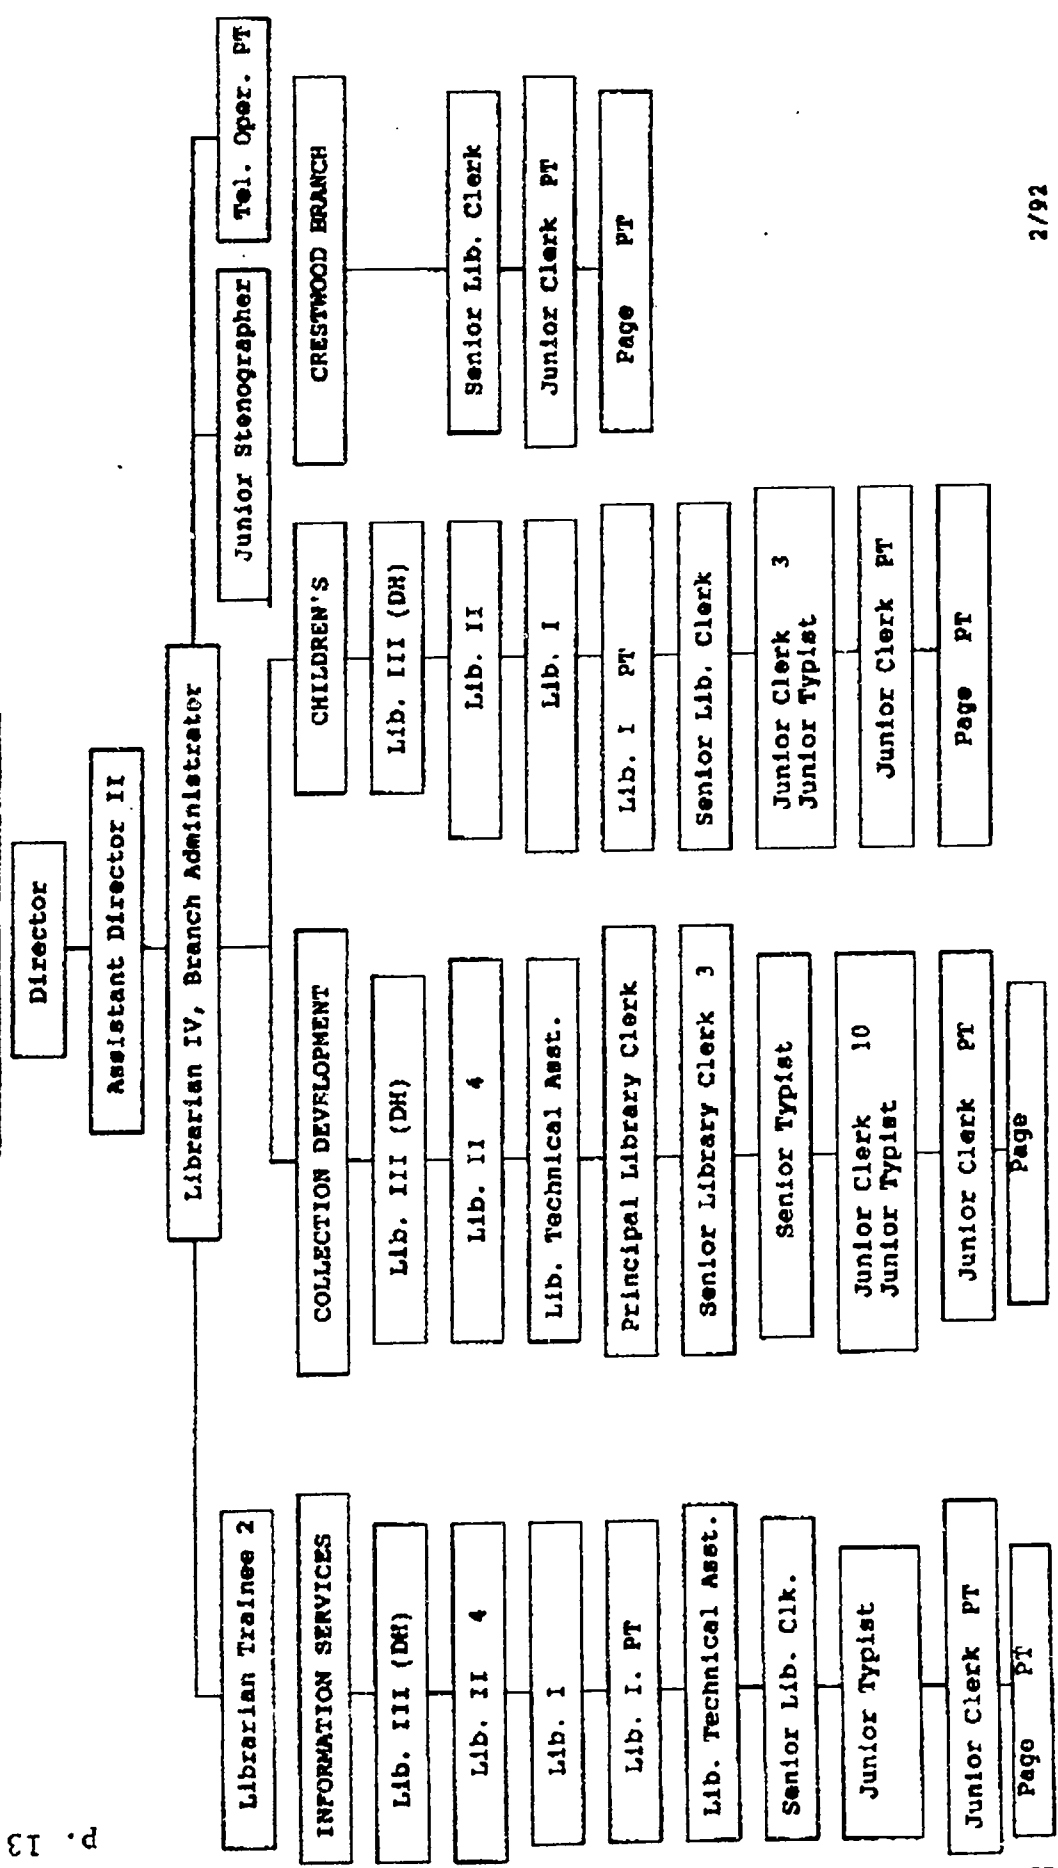 Director
Assistant Director II
Librarian IV, Branch Administrator
Librarian Trainee 2
Junior Stenographer
Tel. Oper. PT
INFORMATION SERVICES
Lib. III (DH)
Lib. II 4
Lib. I
Lib. I. PT
Lib. Technical Asst.
Senior Lib. Clk.
Junior Typist
Junior Clerk PT
Page PT
COLLECTION DEVELOPMENT
Lib. III (DH)
Lib. II 4
Lib. Technical Asst.
Principal Library Clerk
Senior Library Clerk 3
Senior Typist
Junior Clerk 10
Junior Typist
Junior Clerk PT
Page
CHILDREN'S
Lib. III (DH)
Lib. II
Lib. I
Lib. I PT
Senior Lib. Clerk
Junior Clerk 3
Junior Typist
Junior Clerk PT
Page PT
CRESTWOOD BRANCH
Senior Lib. Clerk
Junior Clerk PT
Page PT
2/92
p. 13